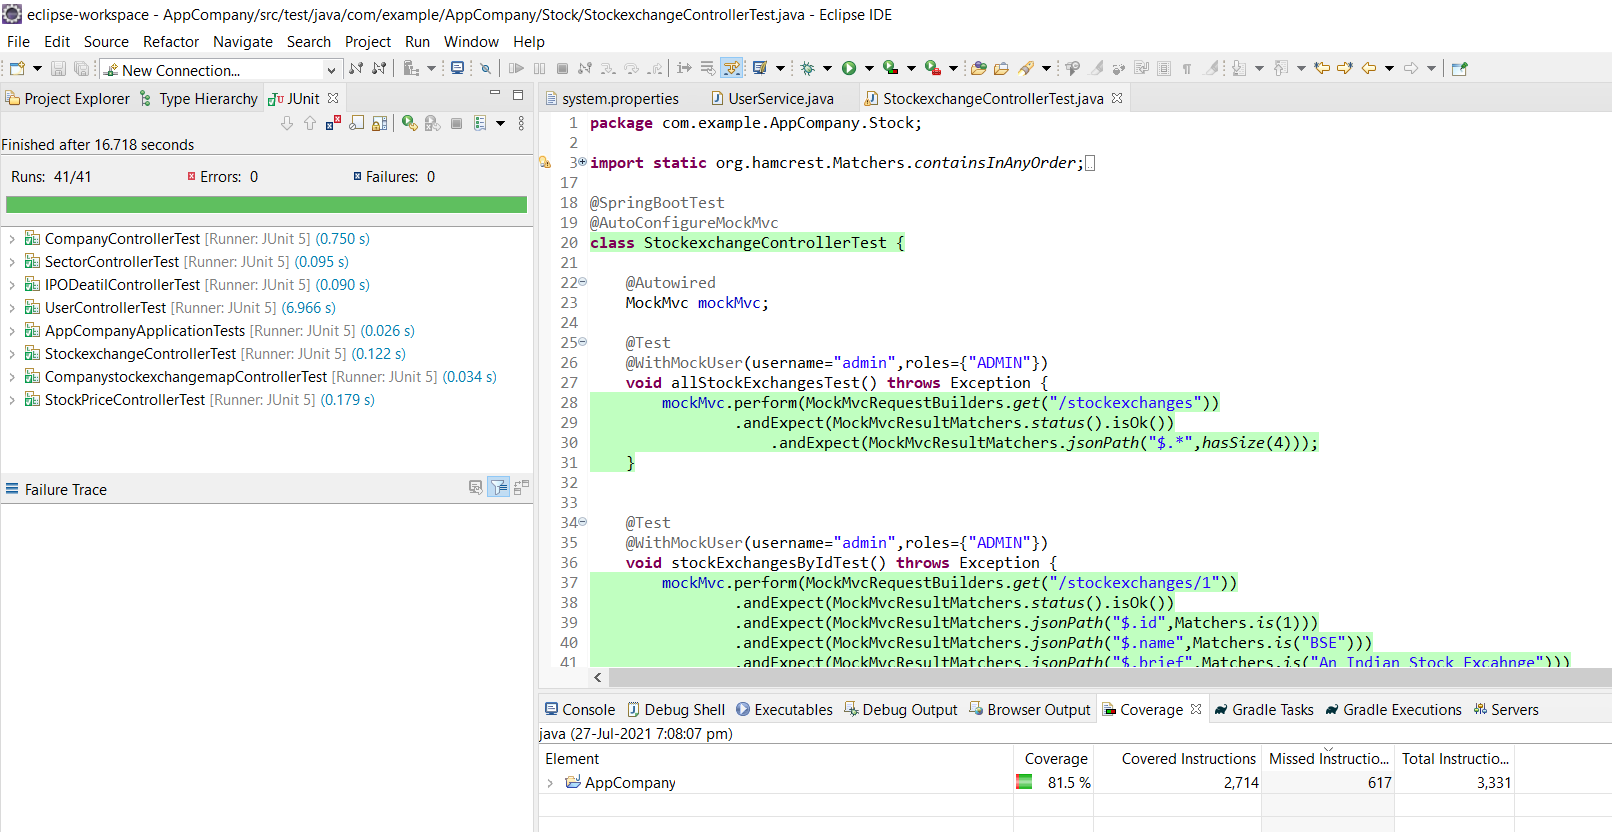 eclipse-workspace - AppCompany/src/test/java/com/example/AppCompany/Stock/StockexchangeControllerTest.java - Eclipse IDE
File Edit Source Refactor Navigate Search Project Run Window Help
New Connection...
Project Explorer Type Hierarchy JUnit
Finished after 16.718 seconds
Runs: 41/41 Errors: 0 Failures: 0
CompanyControllerTest [Runner: JUnit 5] (0.750 s)
SectorControllerTest [Runner: JUnit 5] (0.095 s)
IPODeatilControllerTest [Runner: JUnit 5] (0.090 s)
UserControllerTest [Runner: JUnit 5] (6.966 s)
AppCompanyApplicationTests [Runner: JUnit 5] (0.026 s)
StockexchangeControllerTest [Runner: JUnit 5] (0.122 s)
CompanystockexchangemapControllerTest [Runner: JUnit 5] (0.034 s)
StockPriceControllerTest [Runner: JUnit 5] (0.179 s)
Failure Trace
system.properties UserService.java StockexchangeControllerTest.java
1 package com.example.AppCompany.Stock;
2
3 import static org.hamcrest.Matchers.containsInAnyOrder;
17
18 @SpringBootTest
19 @AutoConfigureMockMvc
20 class StockexchangeControllerTest {
21
22 @Autowired
23 MockMvc mockMvc;
24
25 @Test
26 @WithMockUser(username="admin",roles={"ADMIN"})
27 void allStockExchangesTest() throws Exception {
28 mockMvc.perform(MockMvcRequestBuilders.get("/stockexchanges"))
29 .andExpect(MockMvcResultMatchers.status().isOk())
30 .andExpect(MockMvcResultMatchers.jsonPath("$.*",hasSize(4)));
31 }
32
33
34 @Test
35 @WithMockUser(username="admin",roles={"ADMIN"})
36 void stockExchangesByIdTest() throws Exception {
37 mockMvc.perform(MockMvcRequestBuilders.get("/stockexchanges/1"))
38 .andExpect(MockMvcResultMatchers.status().isOk())
39 .andExpect(MockMvcResultMatchers.jsonPath("$.id",Matchers.is(1)))
40 .andExpect(MockMvcResultMatchers.jsonPath("$.name",Matchers.is("BSE")))
41 .andExpect(MockMvcResultMatchers.jsonPath("$.brief",Matchers.is("An Indian Stock Excahnge")))
Console Debug Shell Executables Debug Output Browser Output Coverage Gradle Tasks Gradle Executions Servers
java (27-Jul-2021 7:08:07 pm)
Element Coverage Covered Instructions Missed Instructio... Total Instructio...
AppCompany 81.5 % 2,714 617 3,331